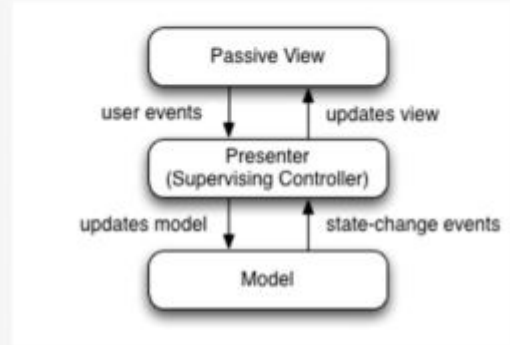 Passive View
user events
updates view
Presenter
(Supervising Controller)
updates model
state-change events
Model